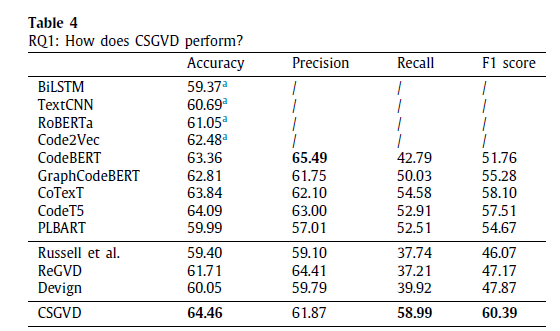 Table 4
RQ1: How does CSGVD perform?
Accuracy Precision Recall F1 score
BiLSTM 59.37a / / /
TextCNN 60.69a / / /
RoBERTa 61.05a / / /
Code2Vec 62.48a / / /
CodeBERT 63.36 65.49 42.79 51.76
GraphCodeBERT 62.81 61.75 50.03 55.28
CoTexT 63.84 62.10 54.58 58.10
CodeT5 64.09 63.00 52.91 57.51
PLBART 59.99 57.01 52.51 54.67
Russell et al. 59.40 59.10 37.74 46.07
ReGVD 61.71 64.41 37.21 47.17
Devign 60.05 59.79 39.92 47.87
CSGVD 64.46 61.87 58.99 60.39